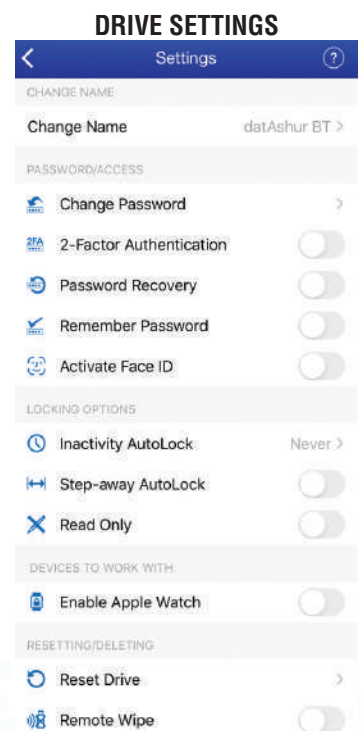 DRIVE SETTINGS
Settings ?
CHANGE NAME
Change Name datAshur BT >
PASSWORD/ACCESS
Change Password >
2FA 2-Factor Authentication
Password Recovery
Remember Password
Activate Face ID
LOCKING OPTIONS
Inactivity AutoLock Never >
Step-away AutoLock
Read Only
DEVICES TO WORK WITH
Enable Apple Watch
RESETTING/DELETING
Reset Drive >
Remote Wipe